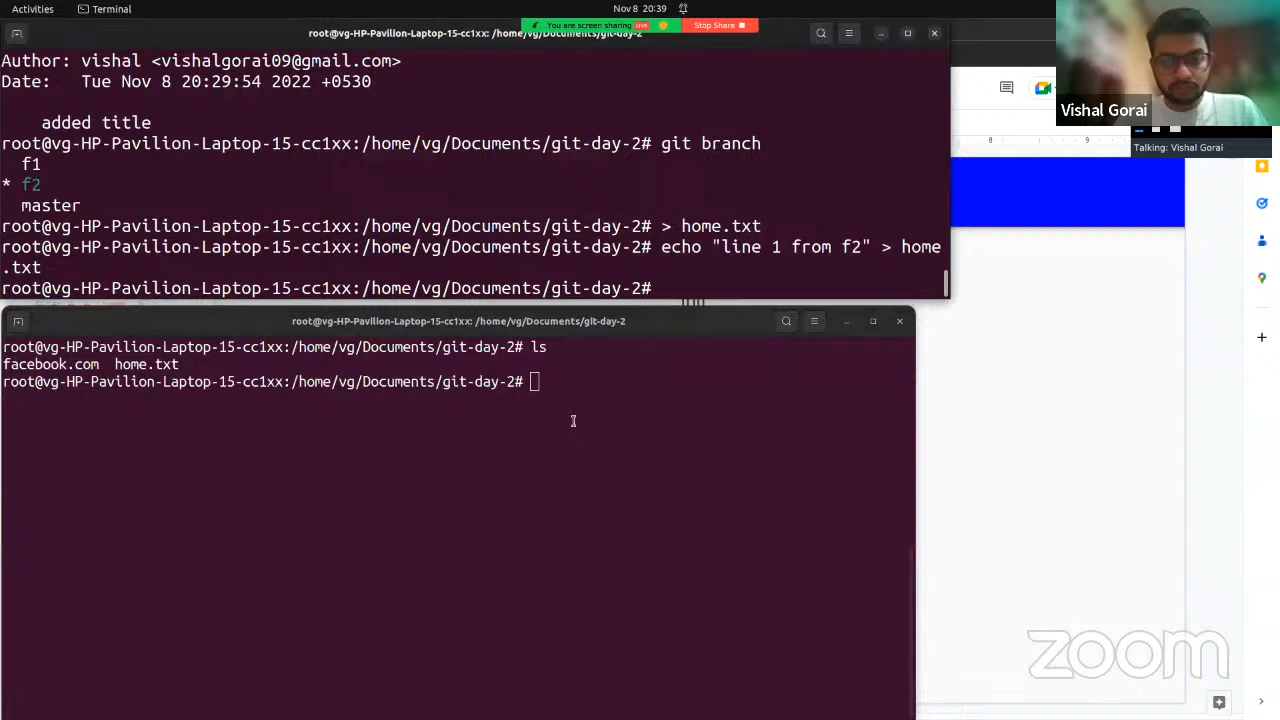 Activities
Terminal
Nov 8 20:39
You are screen sharing
LIVE
Stop Share
root@vg-HP-Pavilion-Laptop-15-cc1xx: /home/vg/Documents/git-day-2
Author: vishal <vishalgorai09@gmail.com>
Date:   Tue Nov 8 20:29:54 2022 +0530
added title
root@vg-HP-Pavilion-Laptop-15-cc1xx:/home/vg/Documents/git-day-2# git branch
f1
* f2
master
root@vg-HP-Pavilion-Laptop-15-cc1xx:/home/vg/Documents/git-day-2# > home.txt
root@vg-HP-Pavilion-Laptop-15-cc1xx:/home/vg/Documents/git-day-2# echo "line 1 from f2" > home
.txt
root@vg-HP-Pavilion-Laptop-15-cc1xx:/home/vg/Documents/git-day-2#
Vishal Gorai
Talking: Vishal Gorai
8
9
root@vg-HP-Pavilion-Laptop-15-cc1xx: /home/vg/Documents/git-day-2
root@vg-HP-Pavilion-Laptop-15-cc1xx:/home/vg/Documents/git-day-2# ls
facebook.com  home.txt
root@vg-HP-Pavilion-Laptop-15-cc1xx:/home/vg/Documents/git-day-2#
zoom